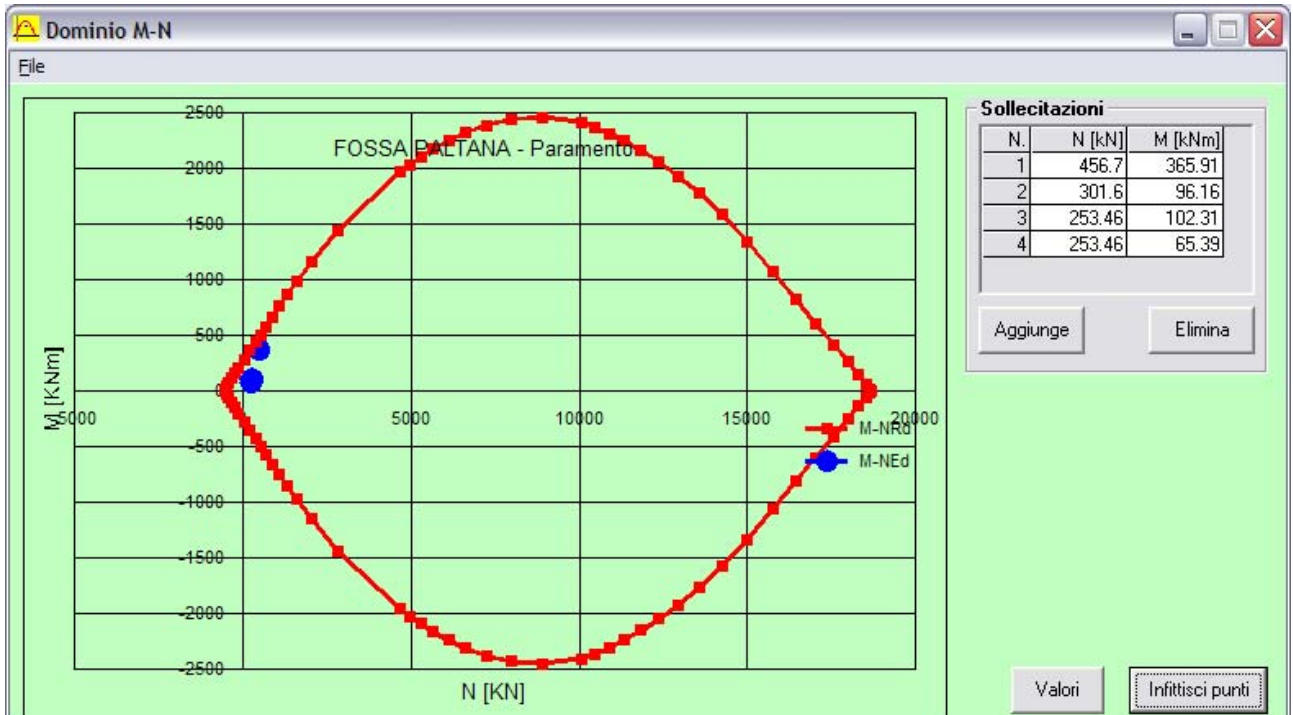 Dominio M-N
File
2500
FOSSA PALTANA - Paramento
2000
1500
1000
500
0
-500
-1000
-1500
-2000
-2500
5000
5000
10000
15000
20000
M [KNm]
N [KN]
M-NRd
M-NEd
Sollecitazioni
N. N [kN] M [kNm]
1 456.7 365.91
2 301.6 96.16
3 253.46 102.31
4 253.46 65.39
Aggiunge Elimina
Valori Infittisci punti